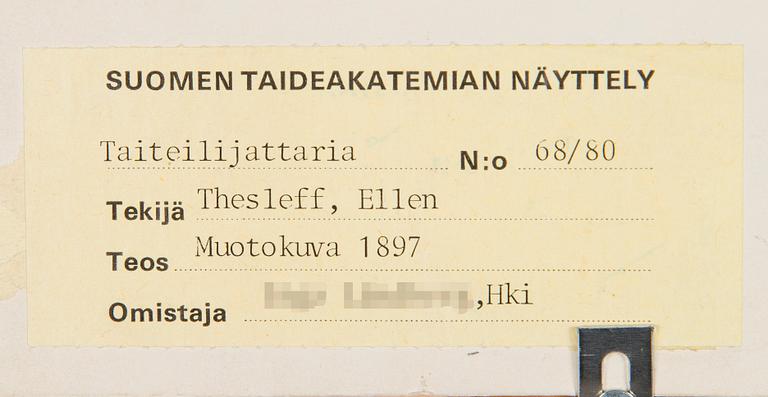 SUOMEN TAIDEAKATEMIAN NÄYTTELY
Taiteilijattaria N:o 68/80
Tekijä Thesleff, Ellen
Teos Muotokuva 1897
Omistaja ,Hki